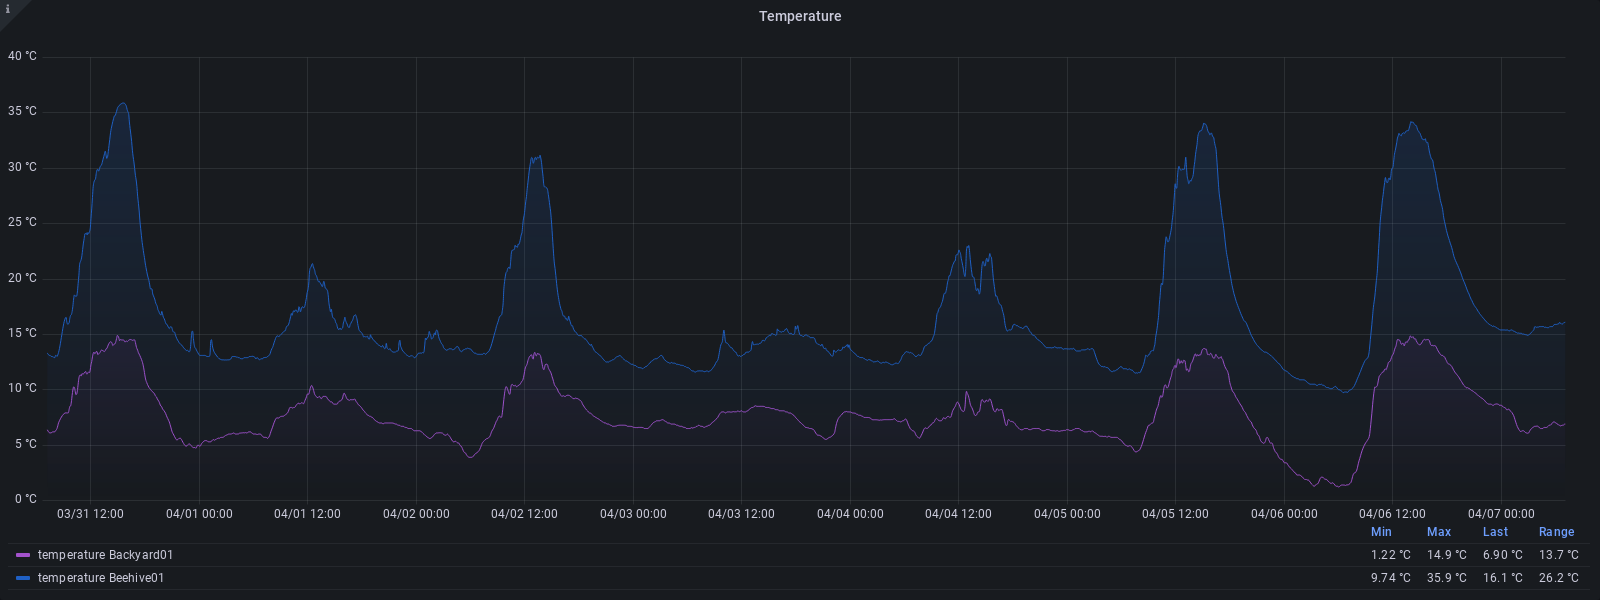 i
Temperature
40 °C
35 °C
30 °C
25 °C
20 °C
15 °C
10 °C
5 °C
0 °C
03/31 12:00 04/01 00:00 04/01 12:00 04/02 00:00 04/02 12:00 04/03 00:00 04/03 12:00 04/04 00:00 04/04 12:00 04/05 00:00 04/05 12:00 04/06 00:00 04/06 12:00 04/07 00:00
Min Max Last Range
temperature Backyard01 1.22 °C 14.9 °C 6.90 °C 13.7 °C
temperature Beehive01 9.74 °C 35.9 °C 16.1 °C 26.2 °C